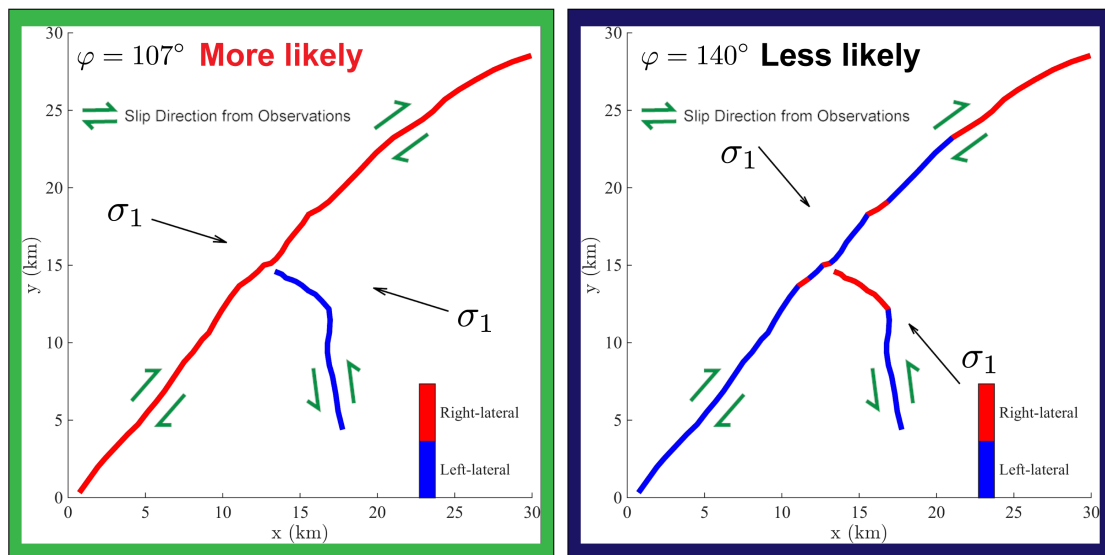 φ = 107° More likely
Slip Direction from Observations
σ1
σ1
Right-lateral
Left-lateral
30
25
20
15
10
5
0
y (km)
0 5 10 15 20 25 30
x (km)
φ = 140° Less likely
Slip Direction from Observations
σ1
σ1
Right-lateral
Left-lateral
30
25
20
15
10
5
0
y (km)
0 5 10 15 20 25 30
x (km)